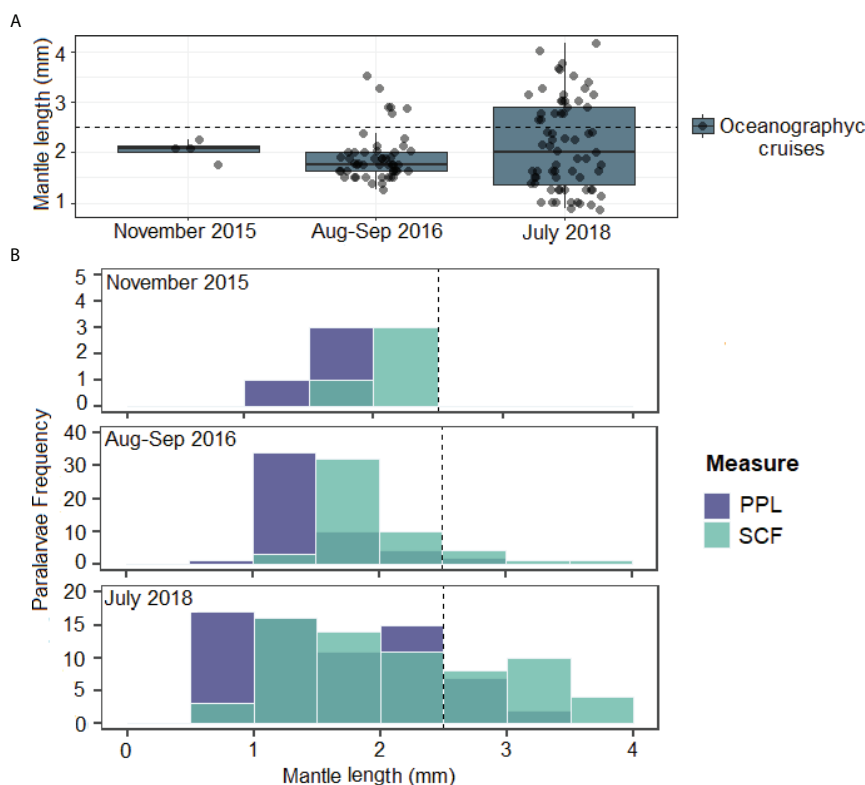 A
Mantle length (mm)
4
3
2
1
November 2015
Aug-Sep 2016
July 2018
Oceanographyc
cruises
B
Paralarvae Frequency
November 2015
5
4
3
2
1
0
Aug-Sep 2016
40
30
20
10
0
July 2018
20
15
10
5
0
0
1
2
3
4
Mantle length (mm)
Measure
PPL
SCF